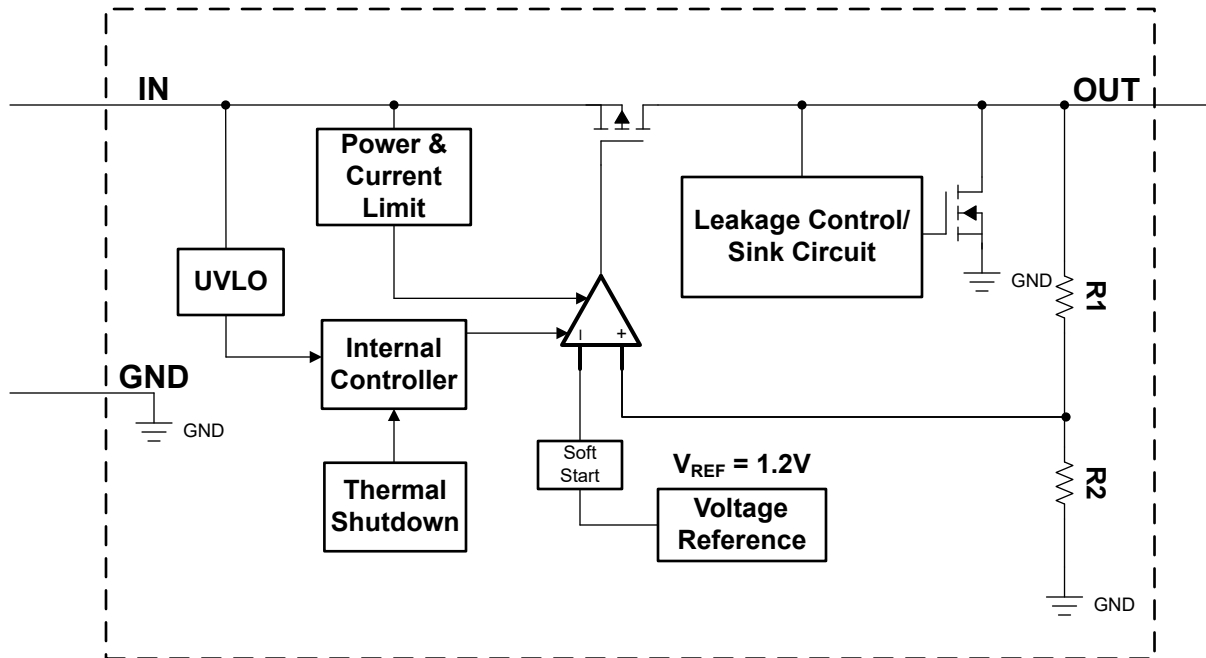 IN
OUT
Power &
Current
Limit
Leakage Control/
Sink Circuit
GND
R1
UVLO
Internal
Controller
GND
GND
Soft
Start
VREF = 1.2V
R2
Thermal
Shutdown
Voltage
Reference
GND